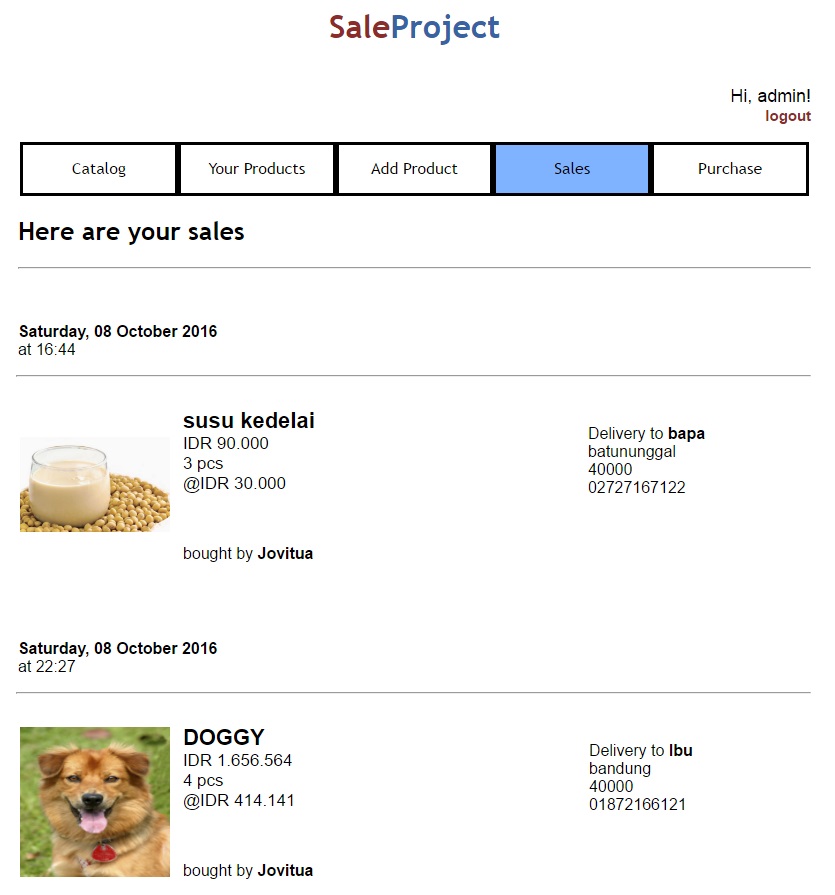 SaleProject
Hi, admin!
logout
Catalog
Your Products
Add Product
Sales
Purchase
Here are your sales
Saturday, 08 October 2016
at 16:44
susu kedelai
IDR 90.000
3 pcs
@IDR 30.000
bought by Jovitua
Delivery to bapa
batununggal
40000
02727167122
Saturday, 08 October 2016
at 22:27
DOGGY
IDR 1.656.564
4 pcs
@IDR 414.141
bought by Jovitua
Delivery to Ibu
bandung
40000
01872166121